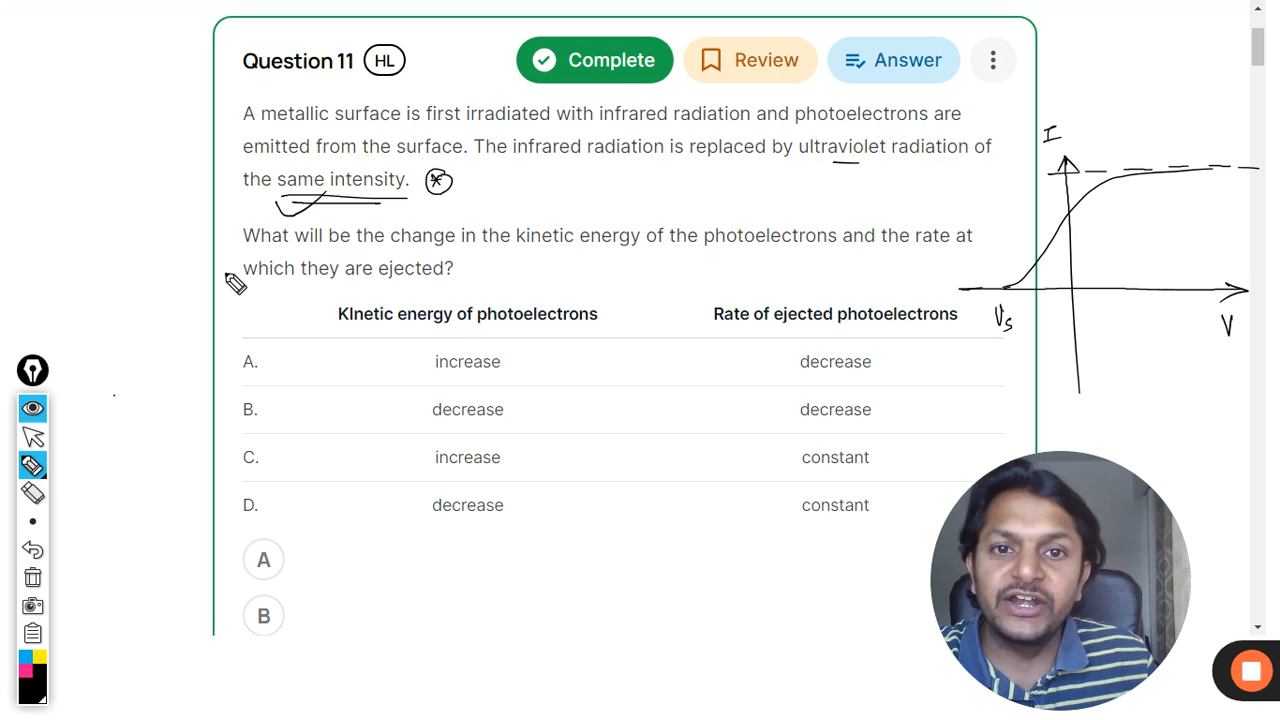 Question 11 HL Complete Review Answer
A metallic surface is first irradiated with infrared radiation and photoelectrons are
emitted from the surface. The infrared radiation is replaced by ultraviolet radiation of
the same intensity. *
What will be the change in the kinetic energy of the photoelectrons and the rate at
which they are ejected?
KInetic energy of photoelectrons Rate of ejected photoelectrons
A. increase decrease
B. decrease decrease
C. increase constant
D. decrease constant
A
B
I
Vs
V